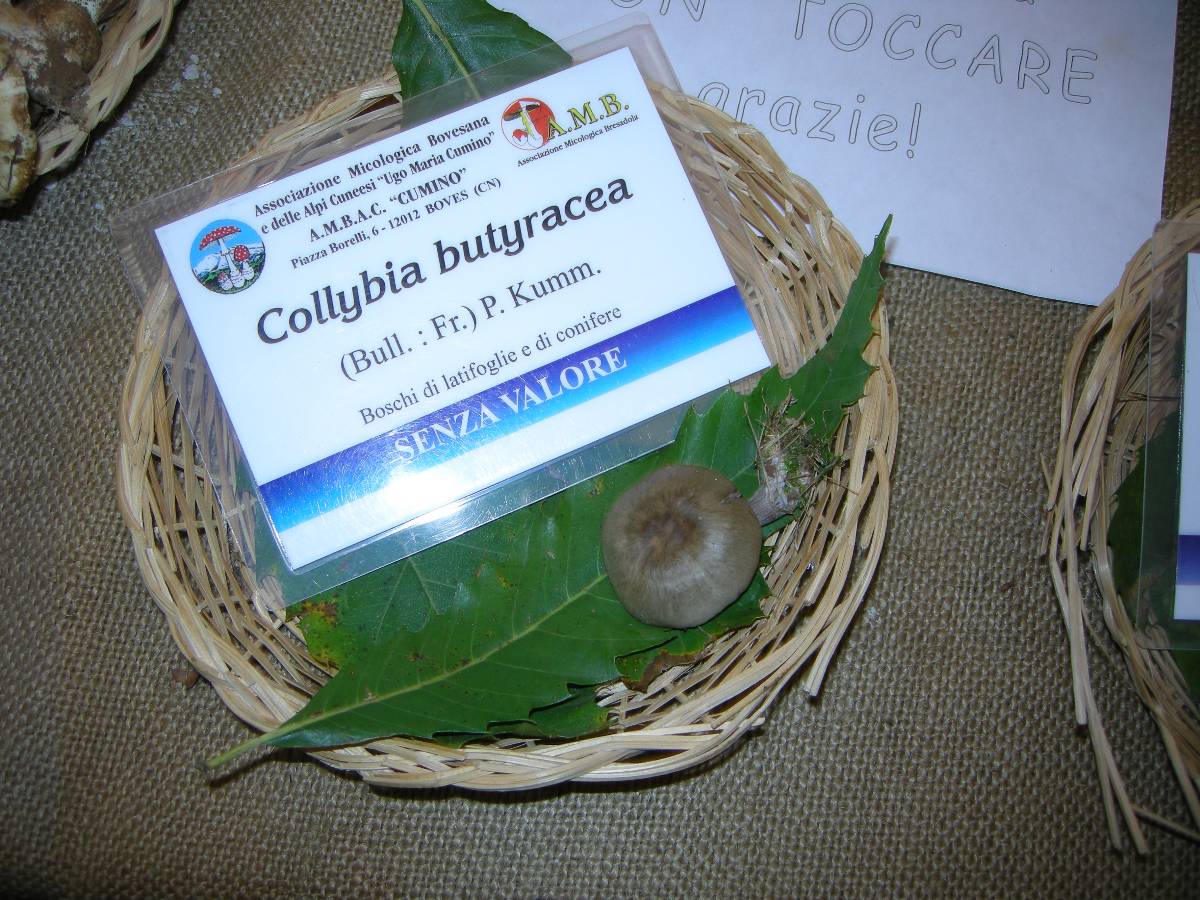 ON TOCCARE
grazie!
Associazione Micologica Bovesana
e delle Alpi Cuneesi "Ugo Maria Cumino"
A.M.B.A.C. "CUMINO"
Piazza Borelli, 6 - 12012 BOVES (CN)
A.M.B.
Associazione Micologica Bresadola
Collybia butyracea
(Bull. : Fr.) P. Kumm.
Boschi di latifoglie e di conifere
SENZA VALORE